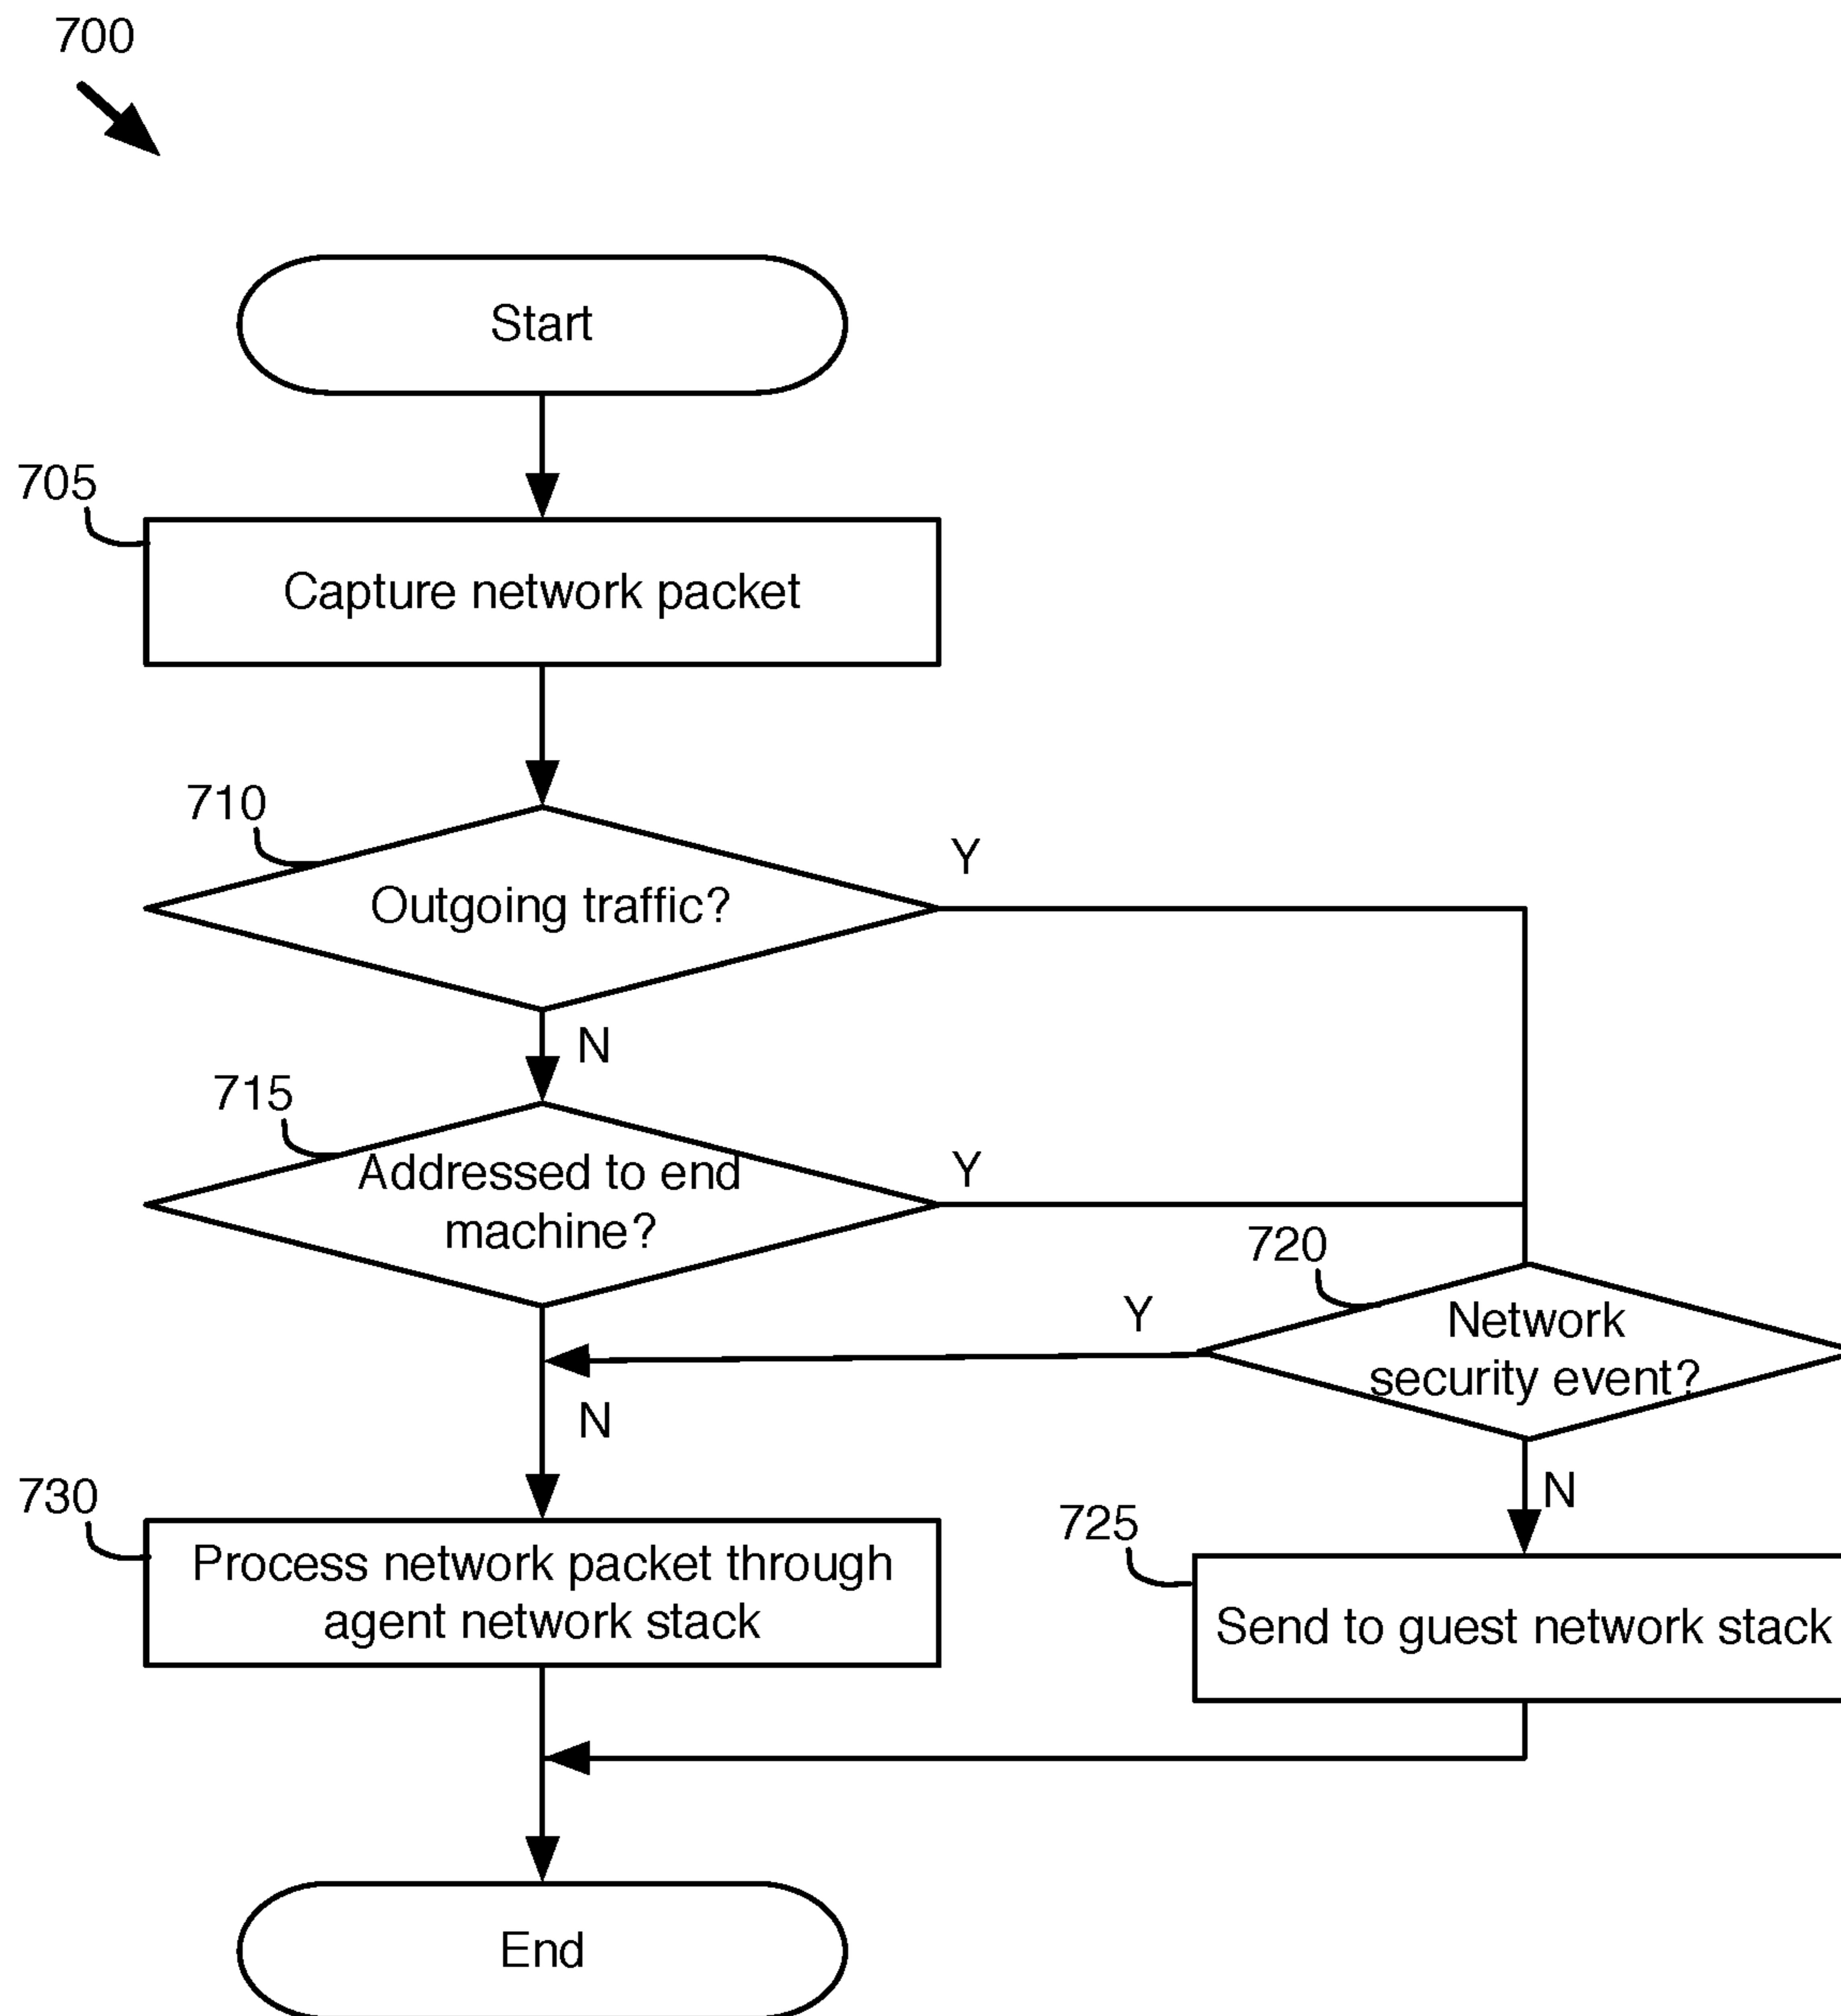 700
Start
705
Capture network packet
710
Outgoing traffic?
Y
N
715
Addressed to end
machine?
Y
720
Network
security event?
Y
N
N
730
Process network packet through
agent network stack
725
Send to guest network stack
End